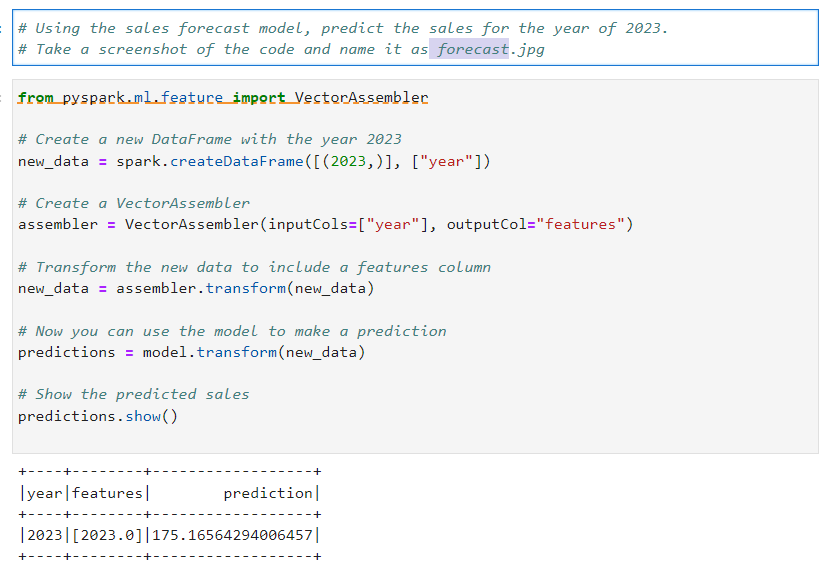 # Using the sales forecast model, predict the sales for the year of 2023.
# Take a screenshot of the code and name it as forecast.jpg
from pyspark.ml.feature import VectorAssembler
# Create a new DataFrame with the year 2023
new_data = spark.createDataFrame([(2023,)], ["year"])
# Create a VectorAssembler
assembler = VectorAssembler(inputCols=["year"], outputCol="features")
# Transform the new data to include a features column
new_data = assembler.transform(new_data)
# Now you can use the model to make a prediction
predictions = model.transform(new_data)
# Show the predicted sales
predictions.show()
+----+--------+------------------+
|year|features|        prediction|
+----+--------+------------------+
|2023|[2023.0]|175.16564294006457|
+----+--------+------------------+